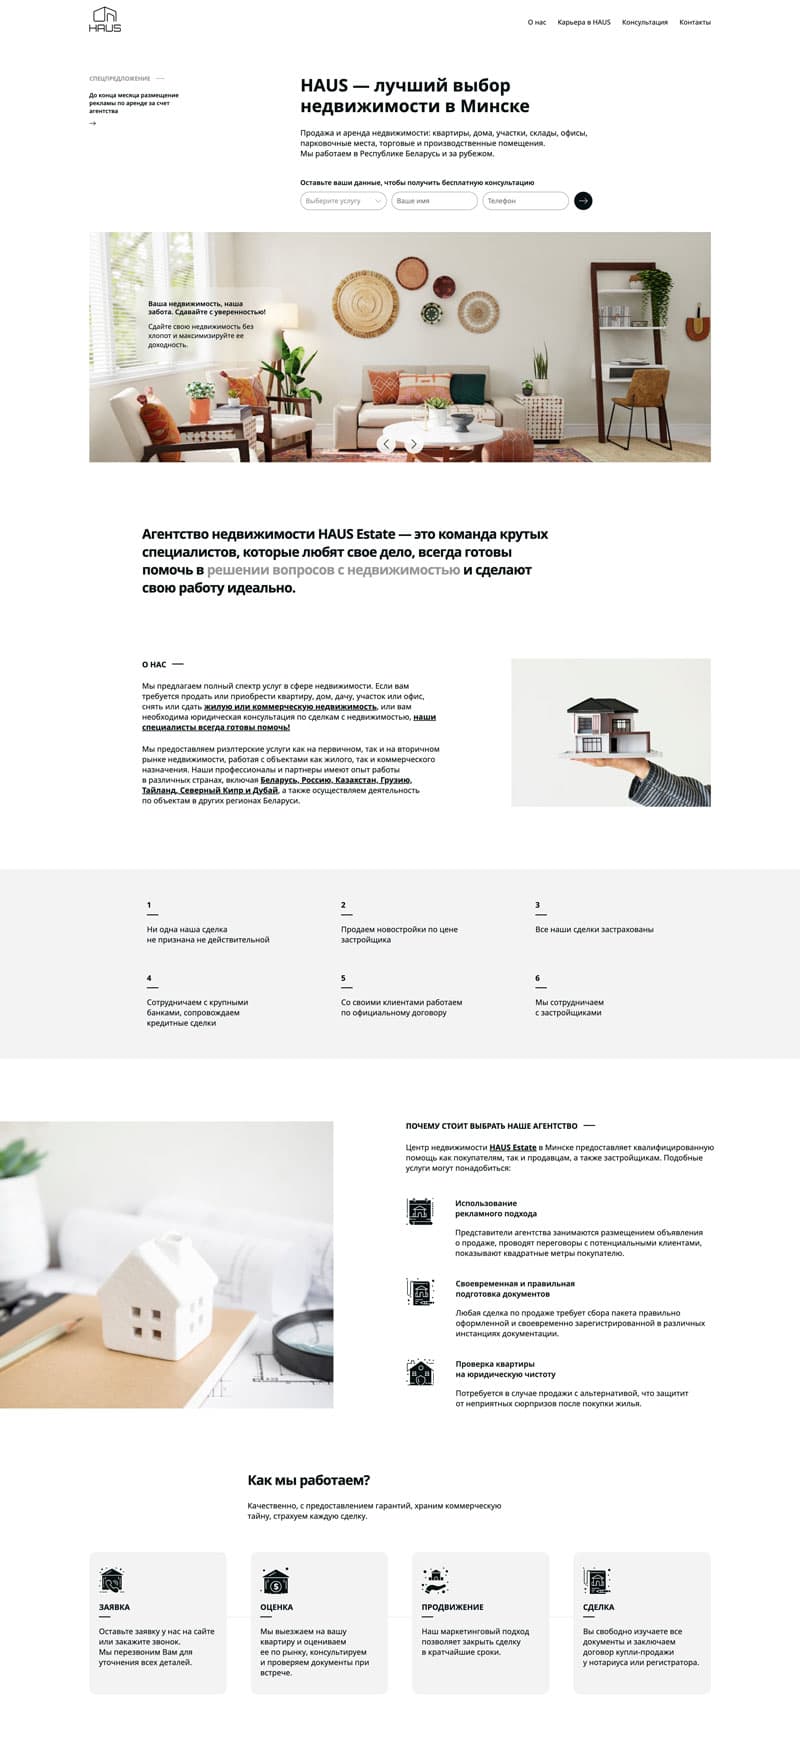 HAUS
О нас
Карьера в HAUS
Консультация
Контакты
СПЕЦПРЕДЛОЖЕНИЕ
До конца месяца размещение
рекламы по аренде за счет
агентства
HAUS — лучший выбор
недвижимости в Минске
Продажа и аренда недвижимости: квартиры, дома, участки, склады, офисы,
парковочные места, торговые и производственные помещения.
Мы работаем в Республике Беларусь и за рубежом.
Оставьте ваши данные, чтобы получить бесплатную консультацию
Выберите услугу
Ваше имя
Телефон
Ваша недвижимость, наша
забота. Сдавайте с уверенностью!
Сдайте свою недвижимость без
хлопот и максимизируйте ее
доходность.
Агентство недвижимости HAUS Estate — это команда крутых
специалистов, которые любят свое дело, всегда готовы
помочь в решении вопросов с недвижимостью и сделают
свою работу идеально.
О НАС
Мы предлагаем полный спектр услуг в сфере недвижимости. Если вам
требуется продать или приобрести квартиру, дом, дачу, участок или офис,
снять или сдать жилую или коммерческую недвижимость, или вам
необходима юридическая консультация по сделкам с недвижимостью, наши
специалисты всегда готовы помочь!
Мы предоставляем риэлтерские услуги как на первичном, так и на вторичном
рынке недвижимости, работая с объектами как жилого, так и коммерческого
назначения. Наши профессионалы и партнеры имеют опыт работы
в различных странах, включая Беларусь, Россию, Казахстан, Грузию,
Тайланд, Северный Кипр и Дубай, а также осуществляем деятельность
по объектам в других регионах Беларуси.
1
Ни одна наша сделка
не признана не действительной
2
Продаем новостройки по цене
застройщика
3
Все наши сделки застрахованы
4
Сотрудничаем с крупными
банками, сопровождаем
кредитные сделки
5
Со своими клиентами работаем
по официальному договору
6
Мы сотрудничаем
с застройщиками
ПОЧЕМУ СТОИТ ВЫБРАТЬ НАШЕ АГЕНТСТВО
Центр недвижимости HAUS Estate в Минске предоставляет квалифицированную
помощь как покупателям, так и продавцам, а также застройщикам. Подобные
услуги могут понадобиться:
Использование
рекламного подхода
Представители агентства занимаются размещением объявления
о продаже, проводят переговоры с потенциальными клиентами,
показывают квадратные метры покупателю.
Своевременная и правильная
подготовка документов
Любая сделка по продаже требует сбора пакета правильно
оформленной и своевременно зарегистрированной в различных
инстанциях документации.
Проверка квартиры
на юридическую чистоту
Потребуется в случае продажи с альтернативой, что защитит
от неприятных сюрпризов после покупки жилья.
Как мы работаем?
Качественно, с предоставлением гарантий, храним коммерческую
тайну, страхуем каждую сделку.
ЗАЯВКА
Оставьте заявку у нас на сайте
или закажите звонок.
Мы перезвоним Вам для
уточнения всех деталей.
ОЦЕНКА
Мы выезжаем на вашу
квартиру и оцениваем
ее по рынку, консультируем
и проверяем документы при
встрече.
ПРОДВИЖЕНИЕ
Наш маркетинговый подход
позволяет закрыть сделку
в кратчайшие сроки.
СДЕЛКА
Вы свободно изучаете все
документы и заключаем
договор купли-продажи
у нотариуса или регистратора.